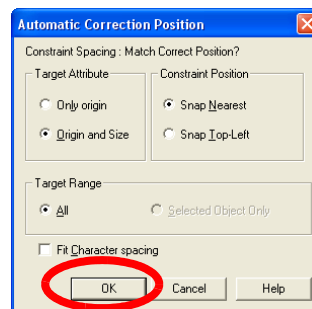 Automatic Correction Position
Constraint Spacing : Match Correct Position?
Target Attribute
Constraint Position
Only origin
Snap Nearest
Origin and Size
Snap Top-Left
Target Range
All
Selected Object Only
Fit Character spacing
OK
Cancel
Help